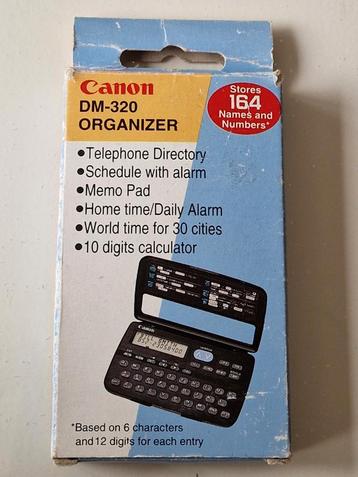 Canon
DM-320
ORGANIZER
Stores
164
Names and
Numbers*
•Telephone Directory
•Schedule with alarm
•Memo Pad
•Home time/Daily Alarm
•World time for 30 cities
•10 digits calculator
Canon
*Based on 6 characters
and 12 digits for each entry